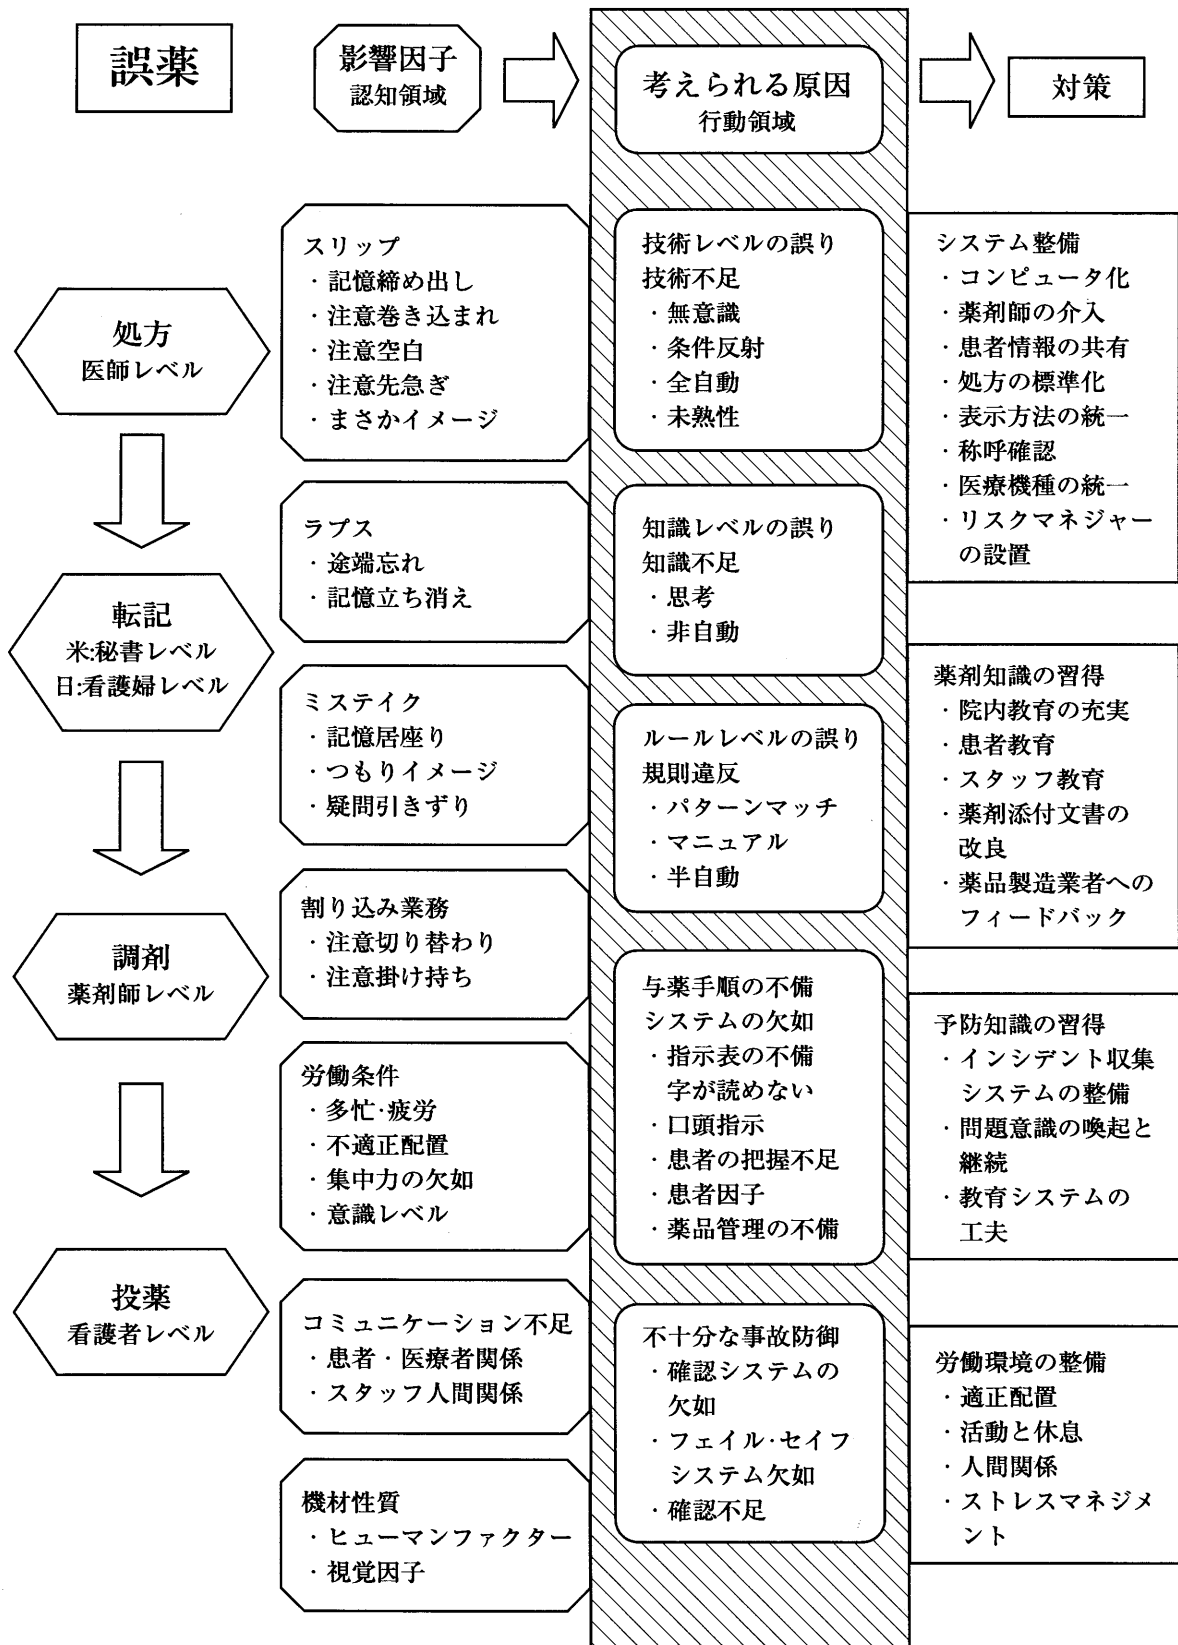 誤薬
影響因子
認知領域
考えられる原因
行動領域
対策
処方
医師レベル
転記
米:秘書レベル
日:看護婦レベル
調剤
薬剤師レベル
投薬
看護者レベル
スリップ
・記憶締め出し
・注意巻き込まれ
・注意空白
・注意先急ぎ
・まさかイメージ
ラプス
・途端忘れ
・記憶立ち消え
ミステイク
・記憶居座り
・つもりイメージ
・疑問引きずり
割り込み業務
・注意切り替わり
・注意掛け持ち
労働条件
・多忙・疲労
・不適正配置
・集中力の欠如
・意識レベル
コミュニケーション不足
・患者・医療者関係
・スタッフ人間関係
機材性質
・ヒューマンファクター
・視覚因子
技術レベルの誤り
技術不足
・無意識
・条件反射
・全自動
・未熟性
知識レベルの誤り
知識不足
・思考
・非自動
ルールレベルの誤り
規則違反
・パターンマッチ
・マニュアル
・半自動
与薬手順の不備
システムの欠如
・指示表の不備
字が読めない
・口頭指示
・患者の把握不足
・患者因子
・薬品管理の不備
不十分な事故防御
・確認システムの
欠如
・フェイル・セイフ
システム欠如
・確認不足
システム整備
・コンピュータ化
・薬剤師の介入
・患者情報の共有
・処方の標準化
・表示方法の統一
・称呼確認
・医療機種の統一
・リスクマネジャー
の設置
薬剤知識の習得
・院内教育の充実
・患者教育
・スタッフ教育
・薬剤添付文書の
改良
・薬品製造業者への
フィードバック
予防知識の習得
・インシデント収集
システムの整備
・問題意識の喚起と
継続
・教育システムの
工夫
労働環境の整備
・適正配置
・活動と休息
・人間関係
・ストレスマネジメ
ント